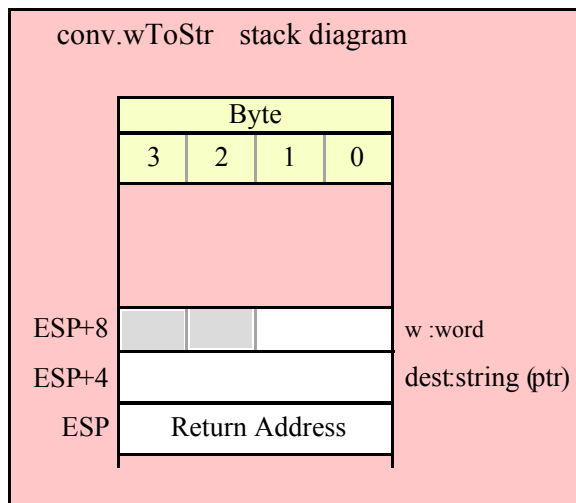 conv.wToStr stack diagram
Byte
3 2 1 0
ESP+8 w :word
ESP+4 dest:string (ptr)
ESP Return Address